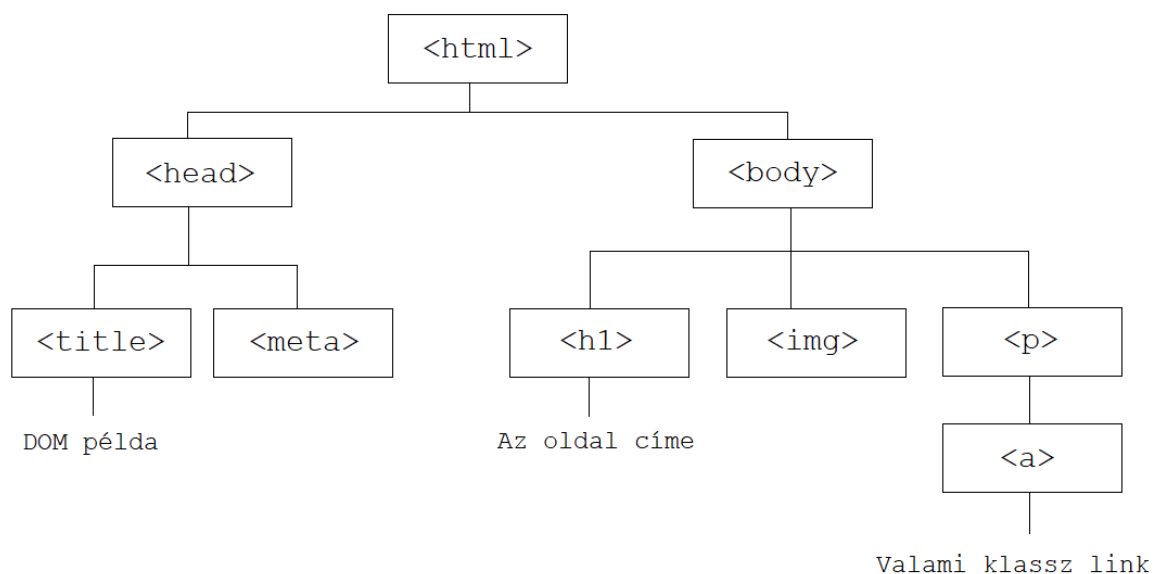 <html>
<head>
<body>
<title>
<meta>
<h1>
<img>
<p>
DOM példa
Az oldal címe
<a>
Valami klassz link